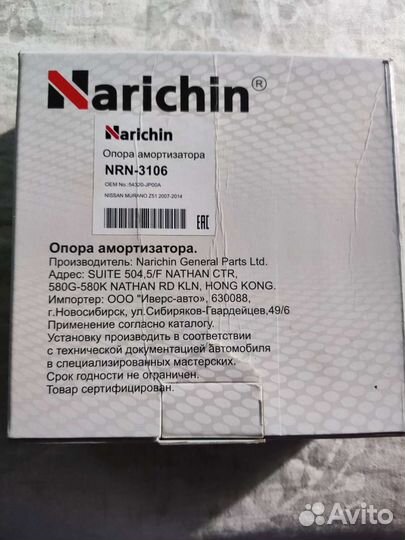 Narichin®
Narichin
Опора амортизатора
NRN-3106
OEM No.:54320-JP00A
NISSAN MURANO Z51 2007-2014
EAC
Опора амортизатора.
Производитель: Narichin General Parts Ltd.
Адрес: SUITE 504,5/F NATHAN CTR,
580G-580K NATHAN RD KLN, HONG KONG.
Импортер: ООО "Иверс-авто", 630088,
г.Новосибирск, ул.Сибиряков-Гвардейцев,49/6
Применение согласно каталогу.
Установку производить в соответствии
с технической документацией автомобиля
в специализированных мастерских.
Срок годности не ограничен.
Товар сертифицирован.
Avito